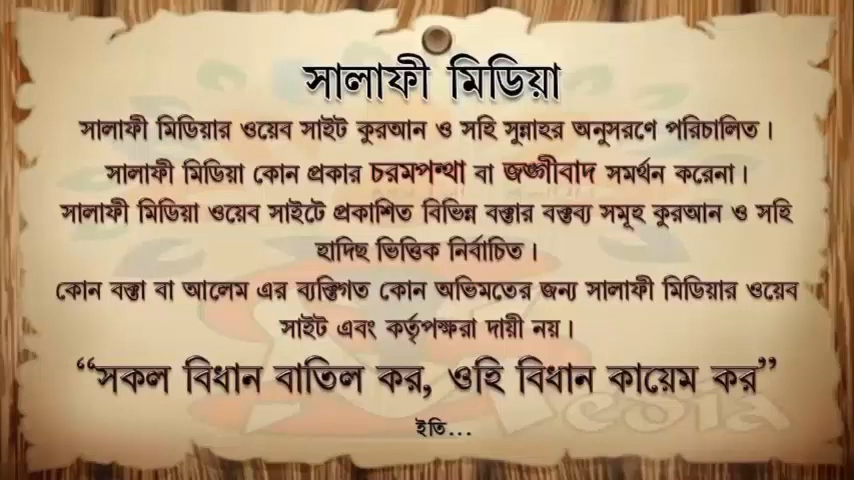 সালাফী মিডিয়া
সালাফী মিডিয়ার ওয়েব সাইট কুরআন ও সহি সুন্নাহর অনুসরণে পরিচালিত।
সালাফী মিডিয়া কোন প্রকার চরমপন্থা বা জঙ্গীবাদ সমর্থন করেনা।
সালাফী মিডিয়া ওয়েব সাইটে প্রকাশিত বিভিন্ন বক্তার বক্তব্য সমূহ কুরআন ও সহি
হাদিছ ভিত্তিক নির্বাচিত।
কোন বক্তা বা আলেম এর ব্যক্তিগত কোন অভিমতের জন্য সালাফী মিডিয়ার ওয়েব
সাইট এবং কর্তৃপক্ষরা দায়ী নয়।
“সকল বিধান বাতিল কর, ওহি বিধান কায়েম কর”
ইতি...